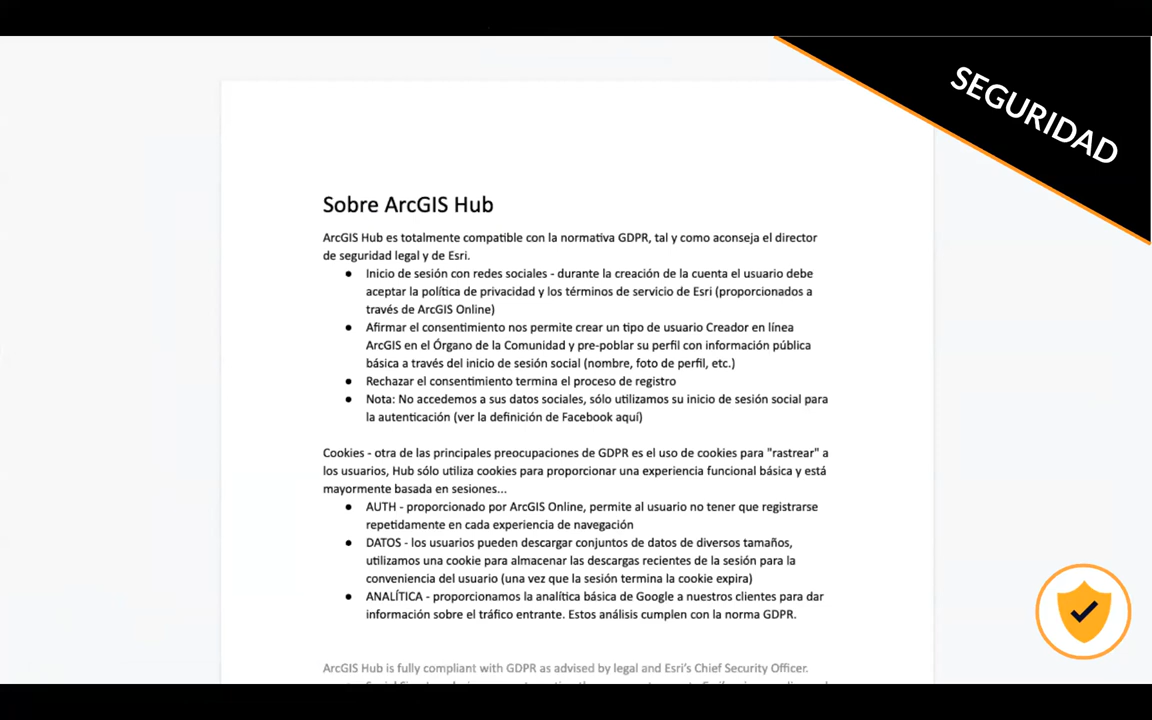 SEGURIDAD
Sobre ArcGIS Hub
ArcGIS Hub es totalmente compatible con la normativa GDPR, tal y como aconseja el director
de seguridad legal y de Esri.
● Inicio de sesión con redes sociales - durante la creación de la cuenta el usuario debe
aceptar la política de privacidad y los términos de servicio de Esri (proporcionados a
través de ArcGIS Online)
● Afirmar el consentimiento nos permite crear un tipo de usuario Creador en línea
ArcGIS en el Órgano de la Comunidad y pre-poblar su perfil con información pública
básica a través del inicio de sesión social (nombre, foto de perfil, etc.)
● Rechazar el consentimiento termina el proceso de registro
● Nota: No accedemos a sus datos sociales, sólo utilizamos su inicio de sesión social para
la autenticación (ver la definición de Facebook aquí)
Cookies - otra de las principales preocupaciones de GDPR es el uso de cookies para "rastrear" a
los usuarios, Hub sólo utiliza cookies para proporcionar una experiencia funcional básica y está
mayormente basada en sesiones...
● AUTH - proporcionado por ArcGIS Online, permite al usuario no tener que registrarse
repetidamente en cada experiencia de navegación
● DATOS - los usuarios pueden descargar conjuntos de datos de diversos tamaños,
utilizamos una cookie para almacenar las descargas recientes de la sesión para la
conveniencia del usuario (una vez que la sesión termina la cookie expira)
● ANALÍTICA - proporcionamos la analítica básica de Google a nuestros clientes para dar
información sobre el tráfico entrante. Estos análisis cumplen con la norma GDPR.
ArcGIS Hub is fully compliant with GDPR as advised by legal and Esri's Chief Security Officer.